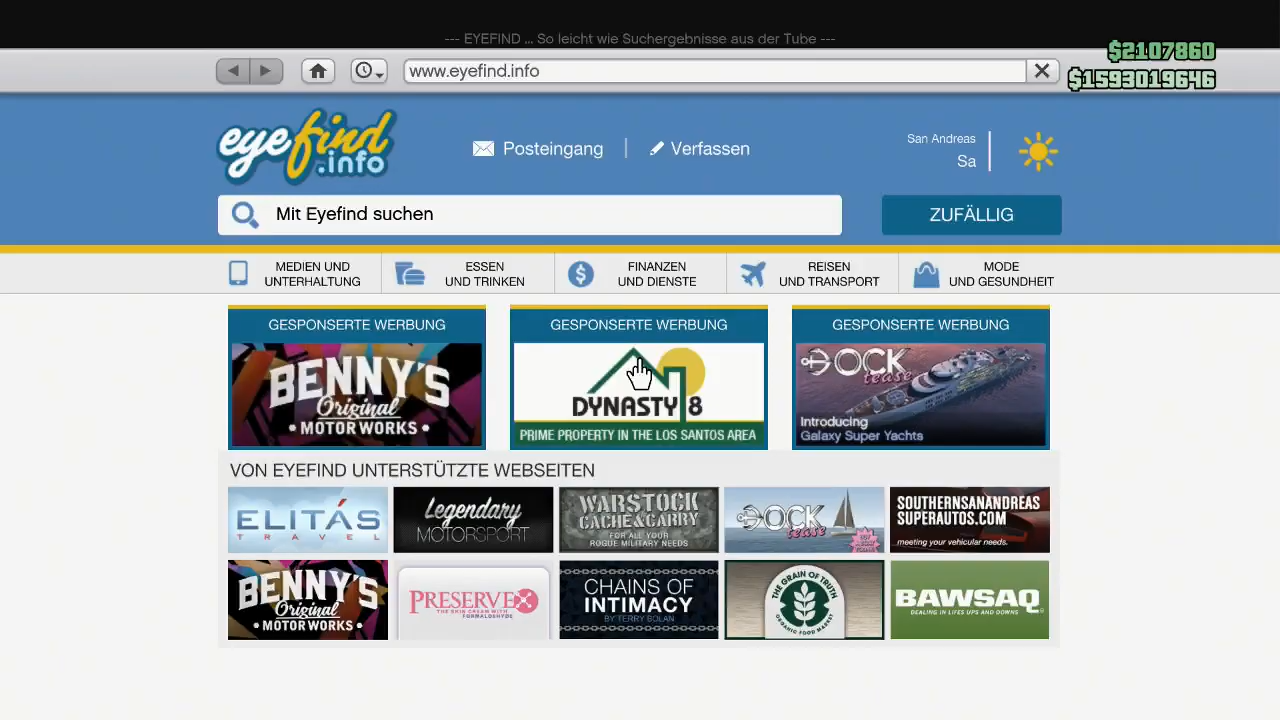 --- EYEFIND ... So leicht wie Suchergebnisse aus der Tube ---
$2107860
www.eyefind.info
$1593019646
eyefind.info
Posteingang
Verfassen
San Andreas
Sa
Mit Eyefind suchen
ZUFÄLLIG
MEDIEN UND UNTERHALTUNG
ESSEN UND TRINKEN
FINANZEN UND DIENSTE
REISEN UND TRANSPORT
MODE UND GESUNDHEIT
GESPONSERTE WERBUNG
BENNY'S
Original
• MOTOR WORKS •
GESPONSERTE WERBUNG
DYNASTY 8
PRIME PROPERTY IN THE LOS SANTOS AREA
GESPONSERTE WERBUNG
DOCK
tease
Introducing
Galaxy Super Yachts
VON EYEFIND UNTERSTÜTZTE WEBSEITEN
ELITÁS
TRAVEL
Legendary
MOTORSPORT
WARSTOCK
CACHE & CARRY
FOR ALL YOUR
ROGUE MILITARY NEEDS
DOCK
tease
SOUTHERNSANANDREAS
SUPERAUTOS.COM
meeting your vehicular needs.
BENNY'S
Original
• MOTOR WORKS •
PRESERVEX
THE SKIN CREAM WITH
FORMALDEHYDE
CHAINS OF
INTIMACY
BY TERRY BOLAN
THE GRAIN OF TRUTH
ORGANIC FOOD MARKET
BAWSAQ
DEALING IN LIFES UPS AND DOWNS